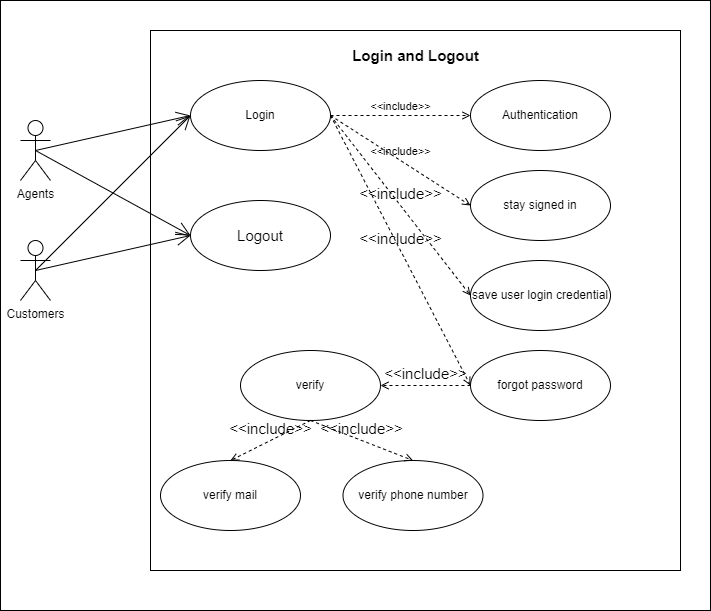 Login and Logout
Login
<<include>>
Authentication
Agents
<<include>>
stay signed in
<<include>>
Logout
<<include>>
Customers
save user login credential
verify
<<include>>
forgot password
<<include>>
<<include>>
verify mail
verify phone number